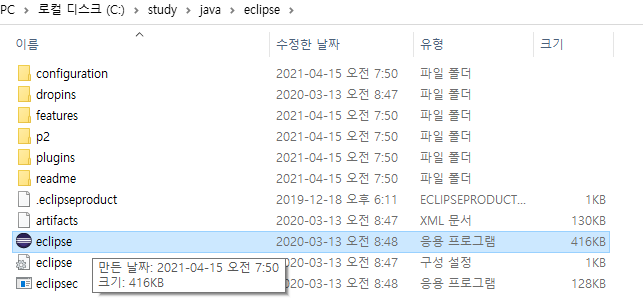 PC > 로컬 디스크 (C:) > study > java > eclipse >
이름 수정한 날짜 유형 크기
configuration 2021-04-15 오전 7:50 파일 폴더
dropins 2020-03-13 오전 8:47 파일 폴더
features 2021-04-15 오전 7:50 파일 폴더
p2 2021-04-15 오전 7:50 파일 폴더
plugins 2021-04-15 오전 7:50 파일 폴더
readme 2021-04-15 오전 7:50 파일 폴더
.eclipseproduct 2019-12-18 오후 6:11 ECLIPSEPRODUCT... 1KB
artifacts 2020-03-13 오전 8:47 XML 문서 130KB
eclipse 2020-03-13 오전 8:48 응용 프로그램 416KB
eclipse 2020-03-13 오전 8:47 구성 설정 1KB
만든 날짜: 2021-04-15 오전 7:50
크기: 416KB
eclipsec 2020-03-13 오전 8:48 응용 프로그램 128KB